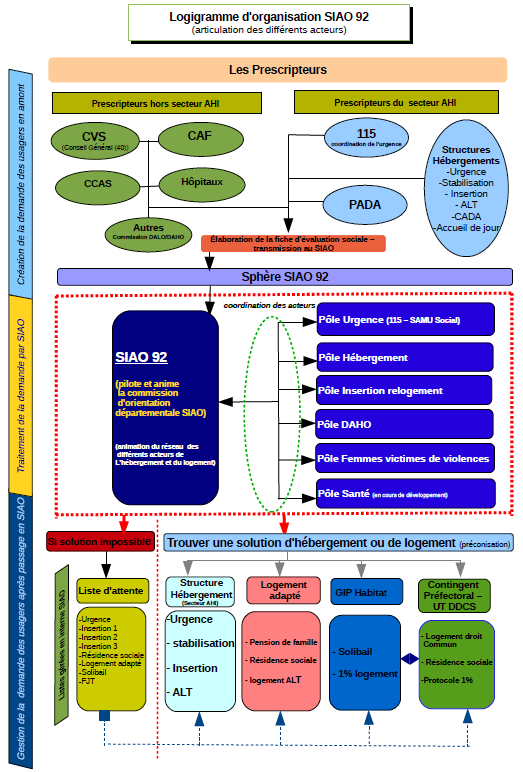 Logigramme d'organisation SIAO 92
(articulation des différents acteurs)
Les Prescripteurs
Prescripteurs hors secteur AHI
Prescripteurs du secteur AHI
CVS
(Conseil Général (40))
CAF
CCAS
Hôpitaux
Autres
Commission DALO/DAHO
115
coordination de l'urgence
PADA
Structures
Hébergements
-Urgence
-Stabilisation
- Insertion
- ALT
-CADA
-Accueil de jour
Élaboration de la fiche d'évaluation sociale –
transmission au SIAO
Création de la demande des usagers en amont
Sphère SIAO 92
Traitement de la demande par SIAO
coordination des acteurs
SIAO 92
(pilote et anime
la commission
d'orientation
départementale SIAO)
(animation du réseau des
différents acteurs de
L'hébergement et du logement)
Pôle Urgence (115 – SAMU Social)
Pôle Hébergement
Pôle Insertion relogement
Pôle DAHO
Pôle Femmes victimes de violences
Pôle Santé (en cours de développement)
Gestion de la demande des usagers après passage en SIAO
Si solution impossible
Trouver une solution d'hébergement ou de logement (préconisation)
Listes gérées en interne SIAO
Liste d'attente
-Urgence
-Insertion 1
-Insertion 2
-Insertion 3
-Résidence sociale
-Logement adapté
-Solibail
-FJT
Structure
Hébergement
(Secteur AHI)
-Urgence
- stabilisation
- Insertion
- ALT
Logement
adapté
- Pension de famille
- Résidence sociale
- logement ALT
GIP Habitat
- Solibail
- 1% logement
Contingent
Préfectoral –
UT DDCS
- Logement droit
Commun
- Résidence sociale
-Protocole 1%